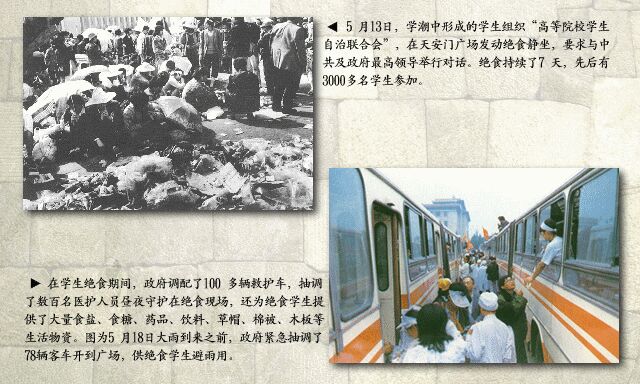 ◀ 5 月13日，学潮中形成的学生组织“高等院校学生
自治联合会”，在天安门广场发动绝食静坐，要求与中
共及政府最高领导举行对话。绝食持续了7 天，先后有
3000多名学生参加。
▶ 在学生绝食期间，政府调配了100 多辆救护车，抽调
了数百名医护人员昼夜守护在绝食现场，还为绝食学生提
供了大量食盐、食糖、药品、饮料、草帽、棉被、木板等
生活物资。图为5 月18日大雨到来之前，政府紧急抽调了
78辆客车开到广场，供绝食学生避雨用。